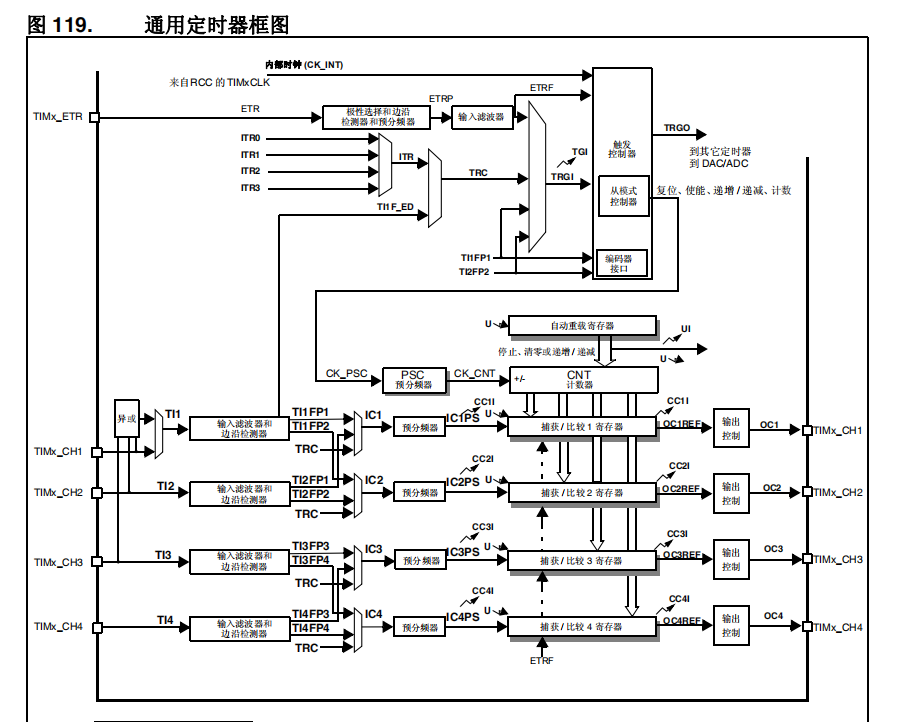 图 119. 通用定时器框图
内部时钟 (CK_INT)
来自RCC 的 TIMxCLK
ETRF
ETRP
TIMx_ETR
ETR
极性选择和边沿
检测器和预分频器
输入滤波器
ITR0
ITR1
ITR2
ITR3
ITR
TRC
TI1F_ED
TGI
TRGI
触发
控制器
TRGO
到其它定时器
到 DAC/ADC
从模式
控制器
复位、使能、递增 / 递减、计数
TI1FP1
TI2FP2
编码器
接口
U
自动重载寄存器
UI
停止、清零或递增 / 递减
U
CK_PSC
PSC
预分频器
CK_CNT
+/-
CNT
计数器
异或
TI1
输入滤波器和
边沿检测器
TI1FP1
TI1FP2
TRC
IC1
预分频器
CC1I
U
IC1PS
捕获 / 比较 1 寄存器
CC1I
OC1REF
输出
控制
OC1
TIMx_CH1
TIMx_CH1
TIMx_CH2
TI2
输入滤波器和
边沿检测器
TI2FP1
TI2FP2
TRC
IC2
预分频器
CC2I
U
IC2PS
捕获 / 比较 2 寄存器
CC2I
OC2REF
输出
控制
OC2
TIMx_CH2
TIMx_CH3
TI3
输入滤波器和
边沿检测器
TI3FP3
TI3FP4
TRC
IC3
预分频器
CC3I
U
IC3PS
捕获 / 比较 3 寄存器
CC3I
OC3REF
输出
控制
OC3
TIMx_CH3
TIMx_CH4
TI4
输入滤波器和
边沿检测器
TI4FP3
TI4FP4
TRC
IC4
预分频器
CC4I
U
IC4PS
捕获 / 比较 4 寄存器
CC4I
OC4REF
输出
控制
OC4
TIMx_CH4
ETRF